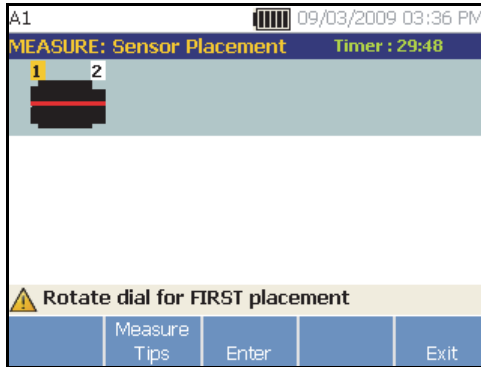 A1 09/03/2009 03:36 PM
MEASURE: Sensor Placement Timer : 29:48
1 2
Rotate dial for FIRST placement
Measure Tips Enter Exit